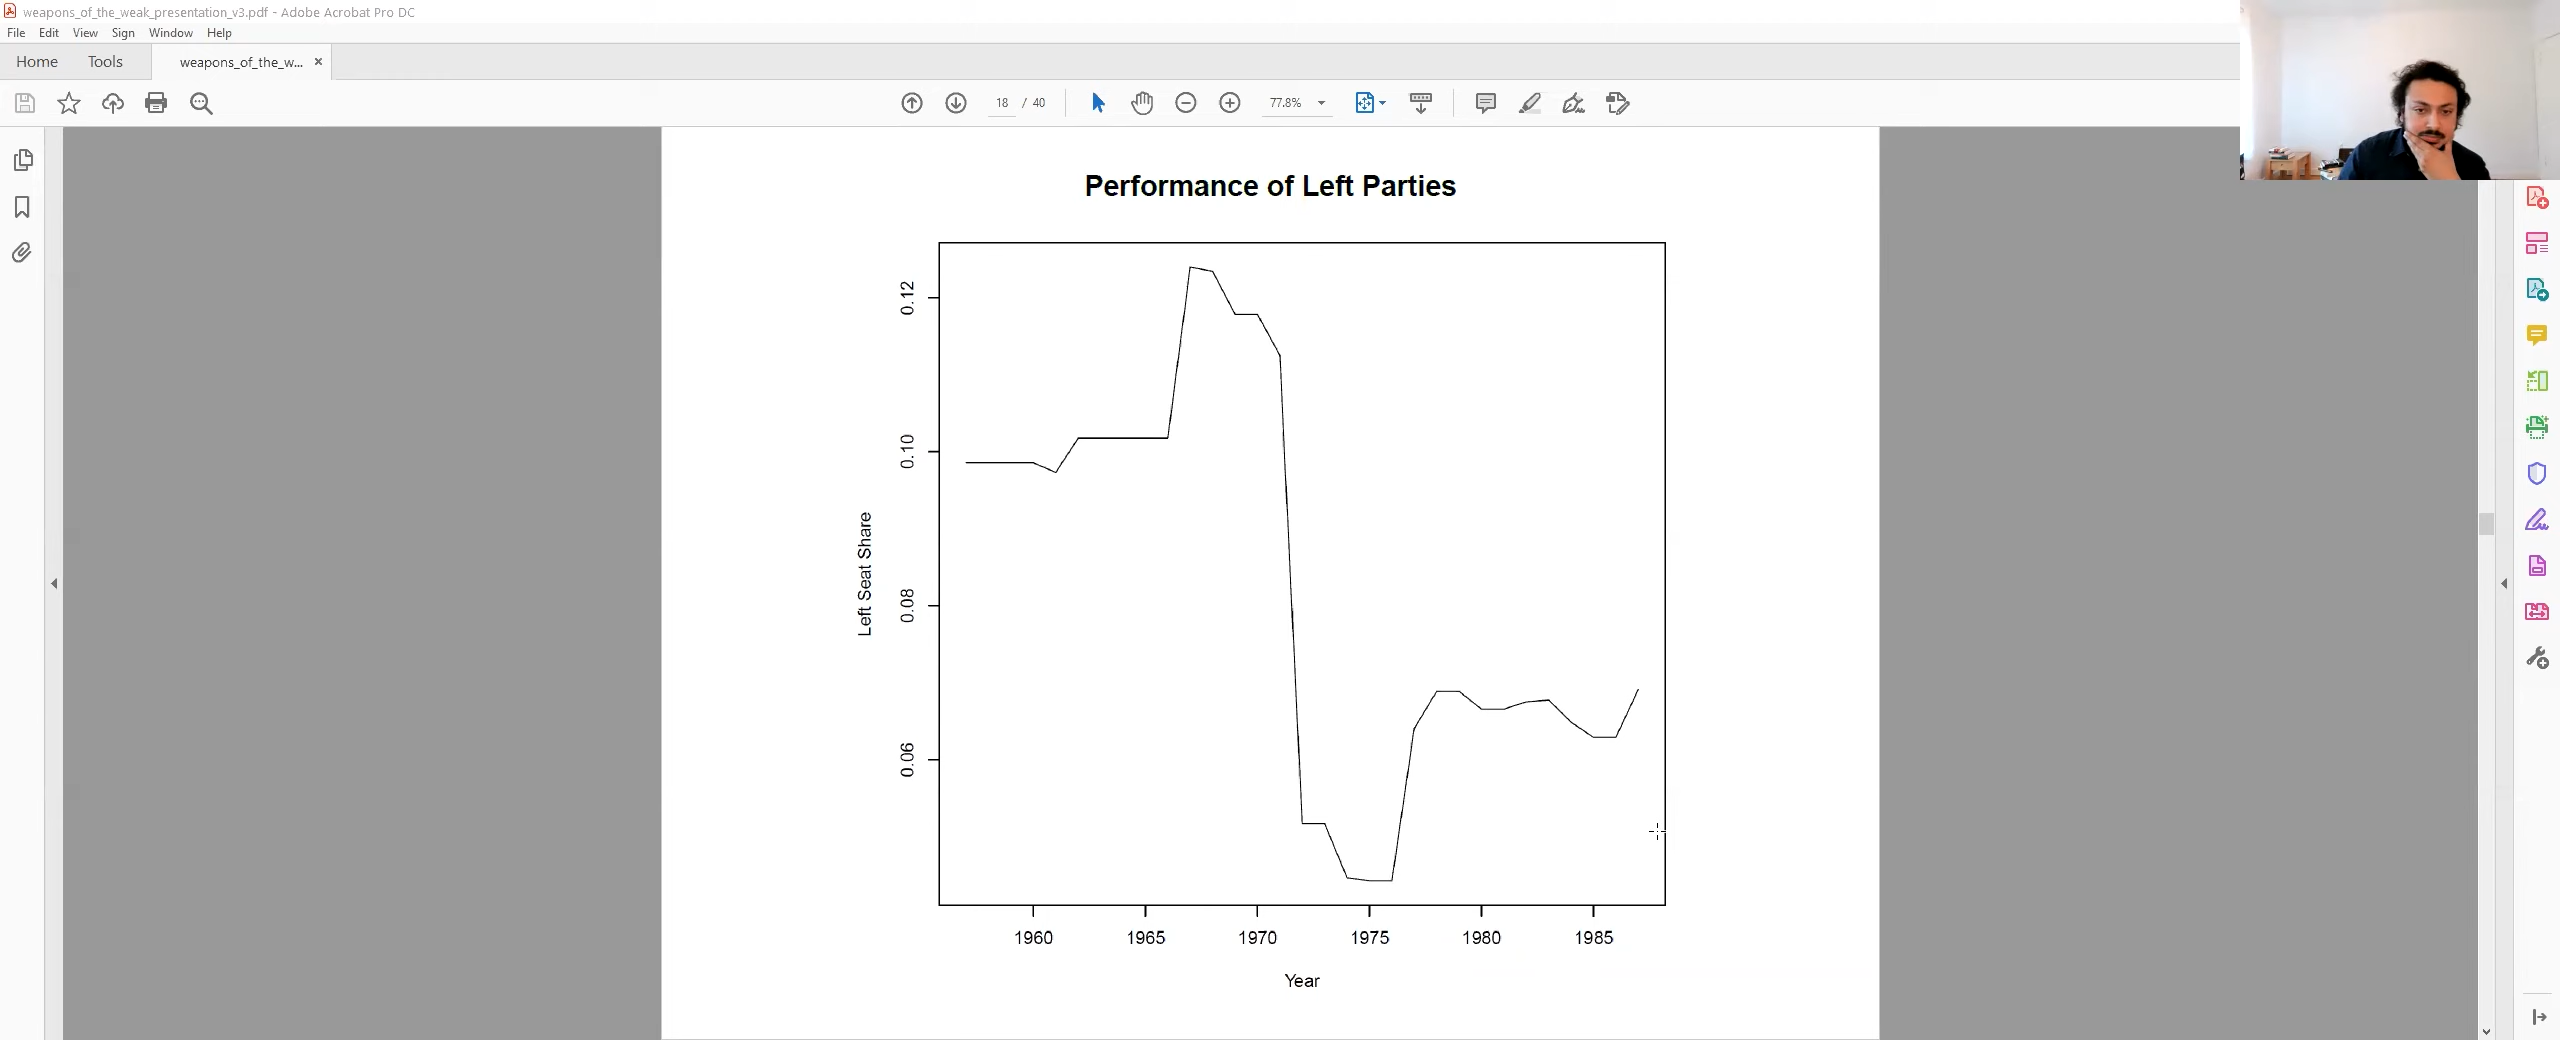 weapons_of_the_weak_presentation_v3.pdf - Adobe Acrobat Pro DC
File Edit View Sign Window Help
Home Tools weapons_of_the_w... ×
18 / 40 77.8%
Performance of Left Parties
Left Seat Share
0.12
0.10
0.08
0.06
1960 1965 1970 1975 1980 1985
Year